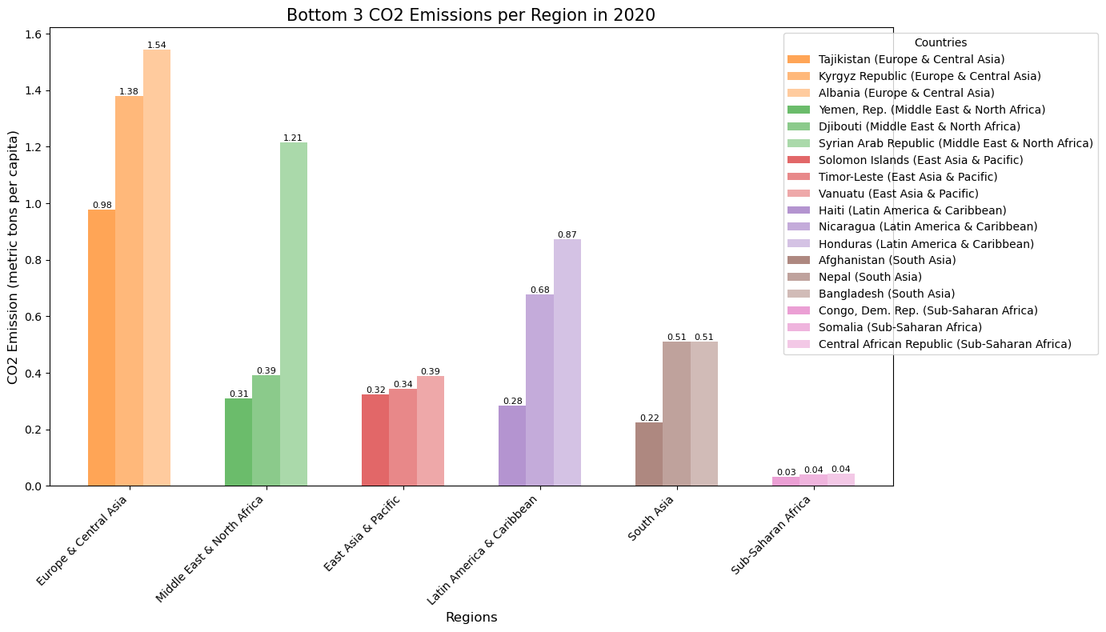 Bottom 3 CO2 Emissions per Region in 2020
CO2 Emission (metric tons per capita)
1.6
1.4
1.2
1.0
0.8
0.6
0.4
0.2
0.0
0.98
1.38
1.54
0.31
0.39
1.21
0.32
0.34
0.39
0.28
0.68
0.87
0.22
0.51
0.51
0.03
0.04
0.04
Countries
Tajikistan (Europe & Central Asia)
Kyrgyz Republic (Europe & Central Asia)
Albania (Europe & Central Asia)
Yemen, Rep. (Middle East & North Africa)
Djibouti (Middle East & North Africa)
Syrian Arab Republic (Middle East & North Africa)
Solomon Islands (East Asia & Pacific)
Timor-Leste (East Asia & Pacific)
Vanuatu (East Asia & Pacific)
Haiti (Latin America & Caribbean)
Nicaragua (Latin America & Caribbean)
Honduras (Latin America & Caribbean)
Afghanistan (South Asia)
Nepal (South Asia)
Bangladesh (South Asia)
Congo, Dem. Rep. (Sub-Saharan Africa)
Somalia (Sub-Saharan Africa)
Central African Republic (Sub-Saharan Africa)
Europe & Central Asia
Middle East & North Africa
East Asia & Pacific
Latin America & Caribbean
South Asia
Sub-Saharan Africa
Regions